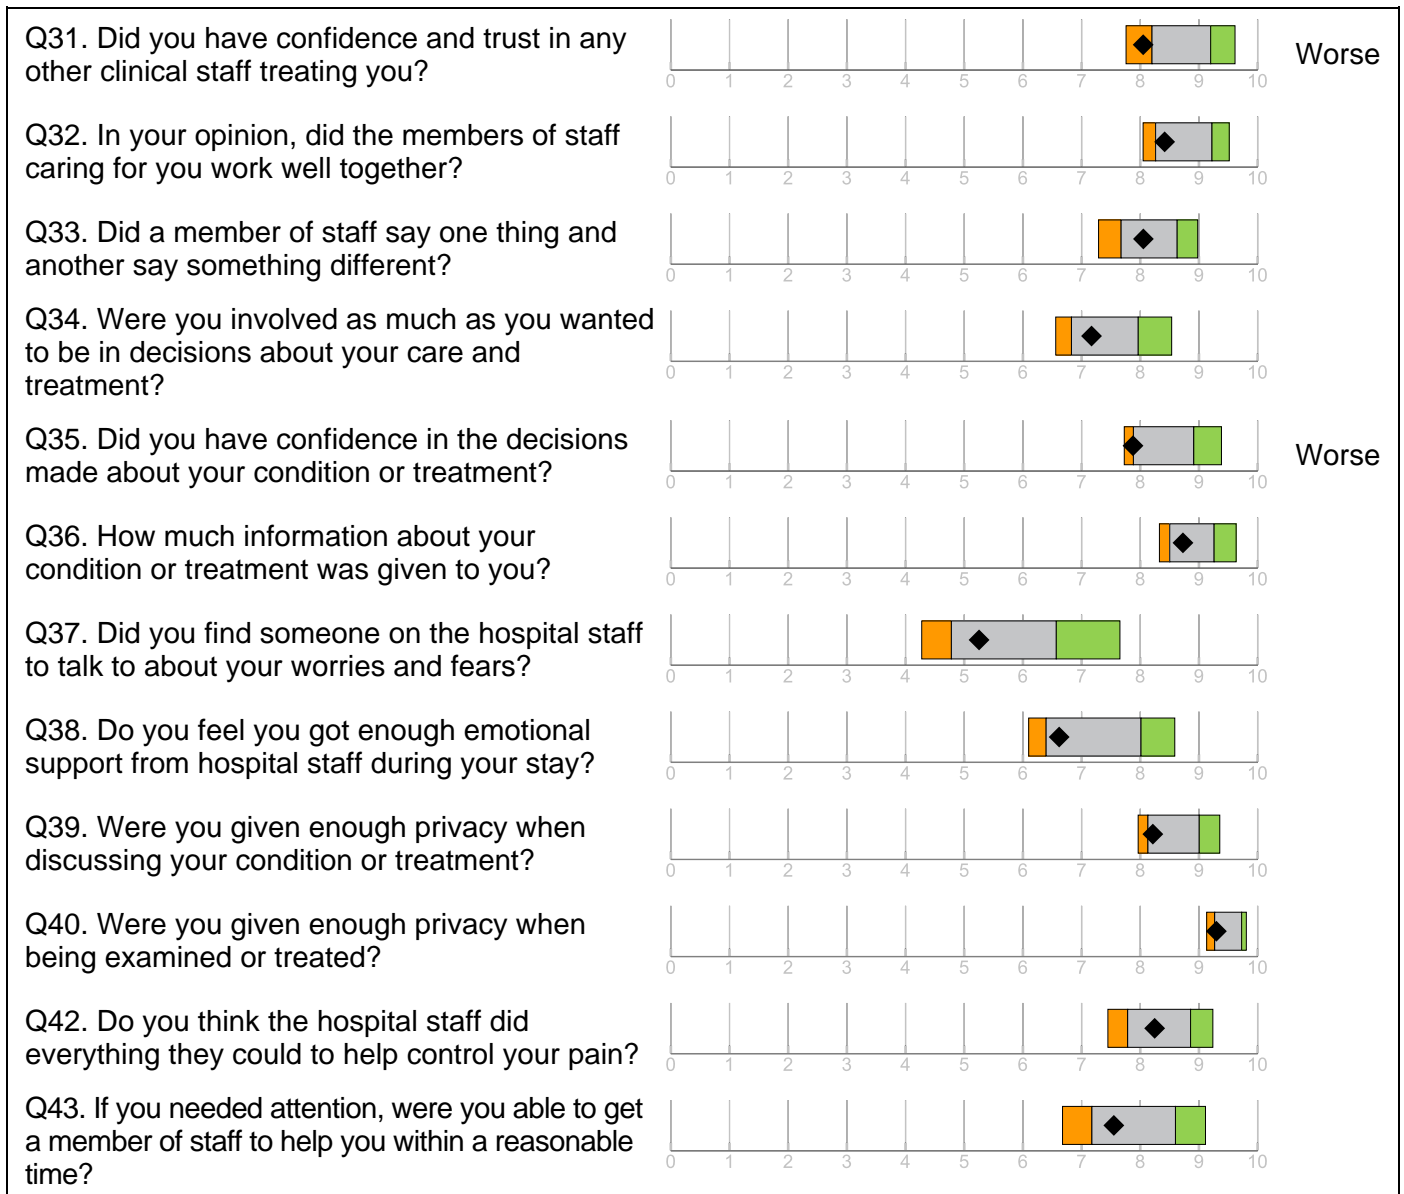 Q31. Did you have confidence and trust in any
other clinical staff treating you?
Worse
0 1 2 3 4 5 6 7 8 9 10
Q32. In your opinion, did the members of staff
caring for you work well together?
0 1 2 3 4 5 6 7 8 9 10
Q33. Did a member of staff say one thing and
another say something different?
0 1 2 3 4 5 6 7 8 9 10
Q34. Were you involved as much as you wanted
to be in decisions about your care and
treatment?
0 1 2 3 4 5 6 7 8 9 10
Q35. Did you have confidence in the decisions
made about your condition or treatment?
Worse
0 1 2 3 4 5 6 7 8 9 10
Q36. How much information about your
condition or treatment was given to you?
0 1 2 3 4 5 6 7 8 9 10
Q37. Did you find someone on the hospital staff
to talk to about your worries and fears?
0 1 2 3 4 5 6 7 8 9 10
Q38. Do you feel you got enough emotional
support from hospital staff during your stay?
0 1 2 3 4 5 6 7 8 9 10
Q39. Were you given enough privacy when
discussing your condition or treatment?
0 1 2 3 4 5 6 7 8 9 10
Q40. Were you given enough privacy when
being examined or treated?
0 1 2 3 4 5 6 7 8 9 10
Q42. Do you think the hospital staff did
everything they could to help control your pain?
0 1 2 3 4 5 6 7 8 9 10
Q43. If you needed attention, were you able to get
a member of staff to help you within a reasonable
time?
0 1 2 3 4 5 6 7 8 9 10